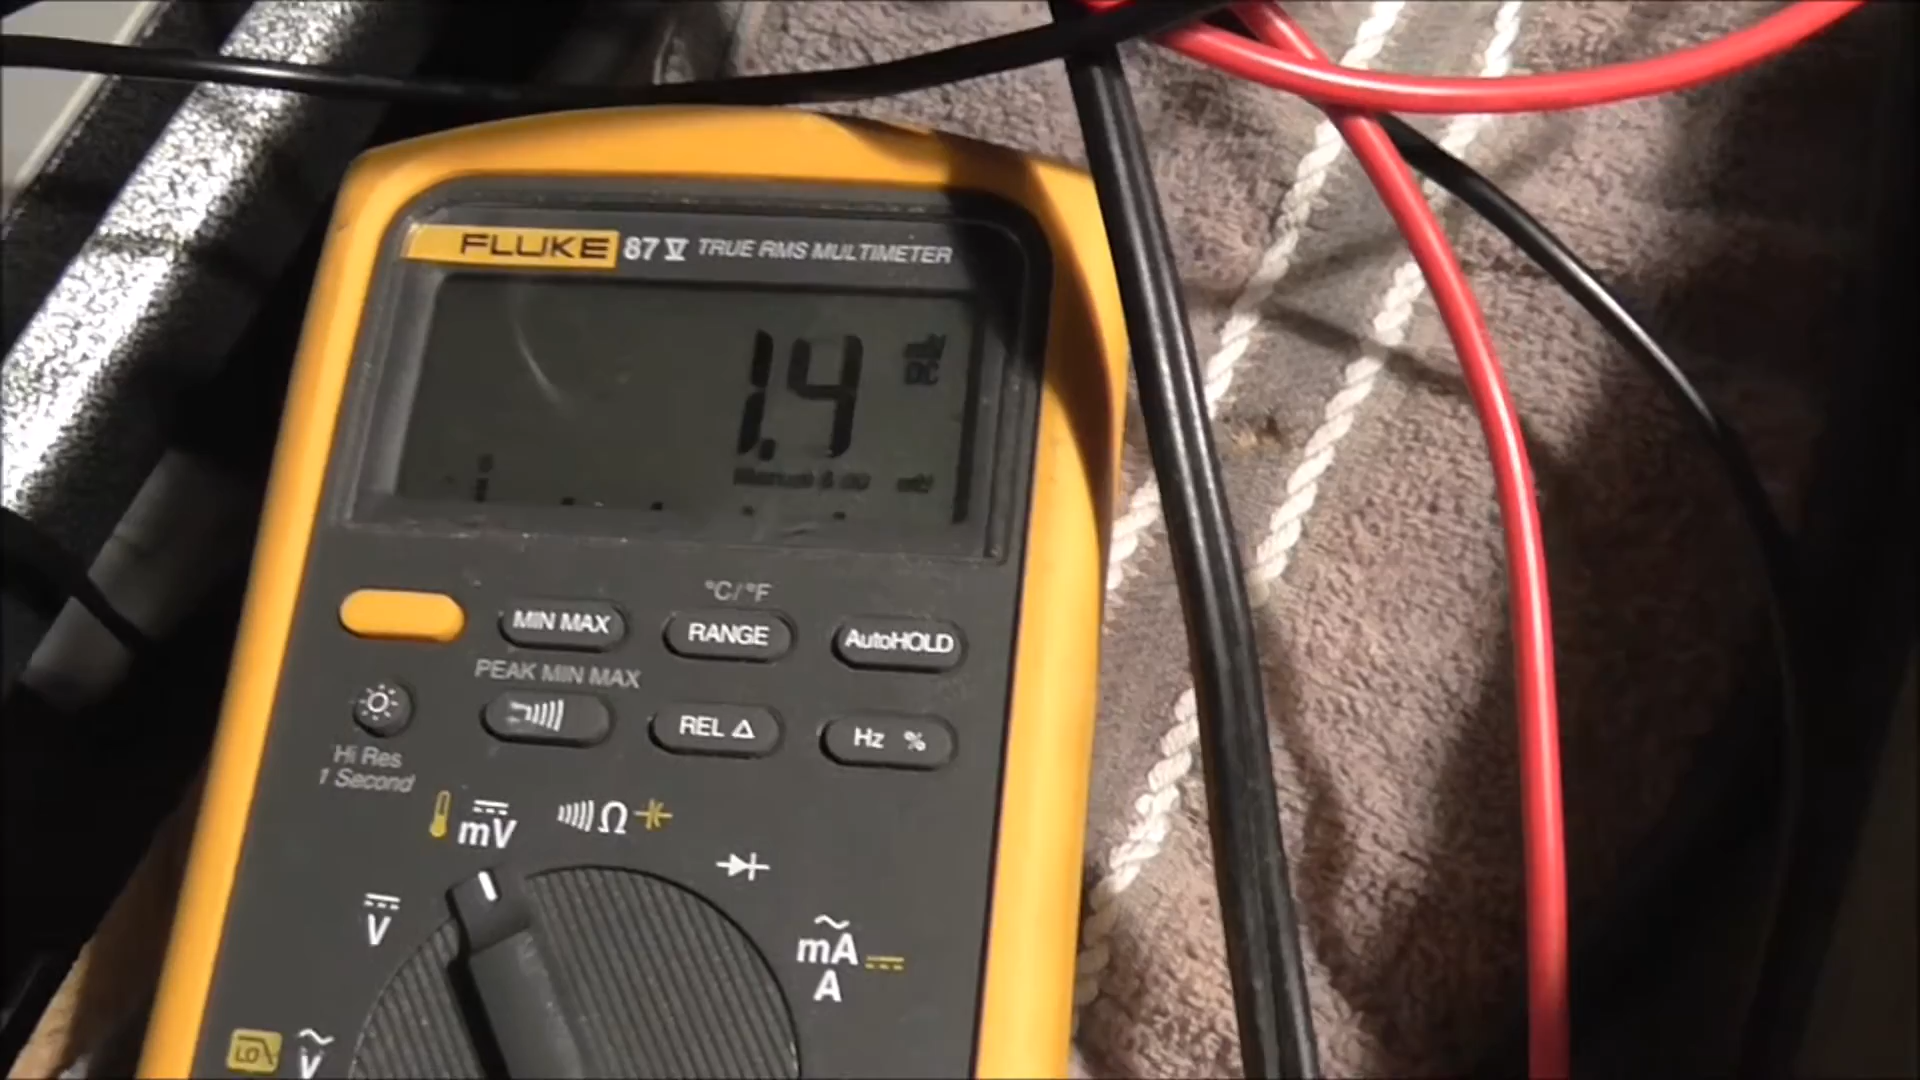 FLUKE 87 V TRUE RMS MULTIMETER
1.4 mV
DC
°C/°F
MIN MAX RANGE AutoHOLD
PEAK MIN MAX
REL Δ Hz %
Hi Res
1 Second
mV Ω
V
mA
A
LO V